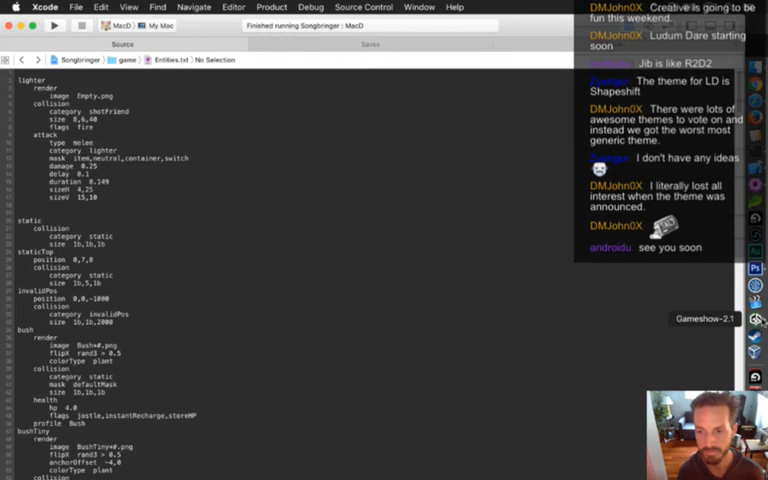 Xcode File Edit View Find Navigate Editor Product Debug Source Control Window Help
MacD My Mac Finished running Songbringer : MacD
Source Saves
Songbringer game Entities.txt No Selection
lighter
render
image Empty.png
collision
category shotFriend
size 8,6,40
flags fire
attack
type melee
category lighter
mask item,neutral,container,switch
damage 0.25
delay 0.1
duration 0.149
sizeH 4,25
sizeV 15,10
static
collision
category static
size 1b,1b,1b
staticTop
position 0,7,0
collision
category static
size 1b,5,1b
invalidPos
position 0,0,-1000
collision
category invalidPos
size 1b,1b,2000
bush
render
image Bush*#.png
flipX rand3 > 0.5
colorType plant
collision
category static
mask defaultMask
size 1b,1b,1b
health
hp 4.0
flags jostle,instantRecharge,storeHP
profile Bush
bushTiny
render
image BushTiny*#.png
flipX rand3 > 0.5
anchorOffset -4,0
colorType plant
collision
DMJohn0X Creative is going to be
fun this weekend.
DMJohn0X Ludum Dare starting
soon
androidu Jib is like R2D2
The theme for LD is
Shapeshift
DMJohn0X There were lots of
awesome themes to vote on and
instead we got the worst most
generic theme.
I don't have any ideas
DMJohn0X I literally lost all
interest when the theme was
announced.
DMJohn0X
androidu see you soon
Ps
Gameshow-2.1